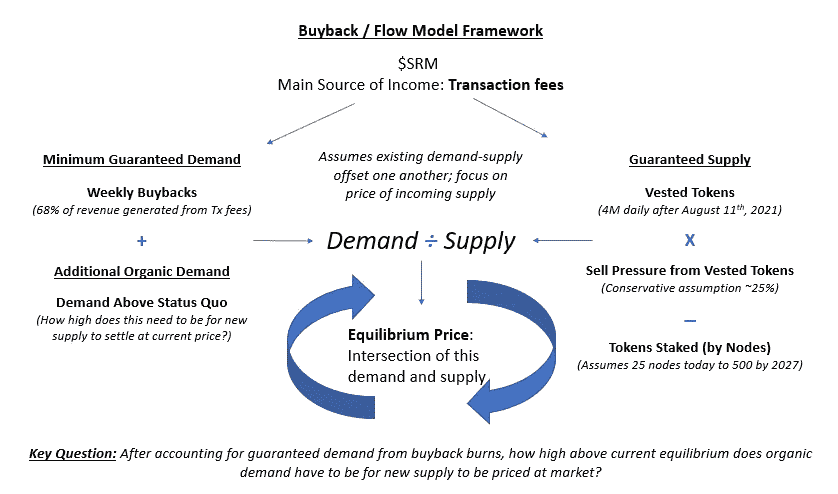 Buyback / Flow Model Framework
$SRM
Main Source of Income: Transaction fees
Minimum Guaranteed Demand
Weekly Buybacks
(68% of revenue generated from Tx fees)
+
Additional Organic Demand
Demand Above Status Quo
(How high does this need to be for new
supply to settle at current price?)
Assumes existing demand-supply
offset one another; focus on
price of incoming supply
Demand ÷ Supply
Equilibrium Price:
Intersection of this
demand and supply
Guaranteed Supply
Vested Tokens
(4M daily after August 11th, 2021)
X
Sell Pressure from Vested Tokens
(Conservative assumption ~25%)
–
Tokens Staked (by Nodes)
(Assumes 25 nodes today to 500 by 2027)
Key Question: After accounting for guaranteed demand from buyback burns, how high above current equilibrium does organic
demand have to be for new supply to be priced at market?